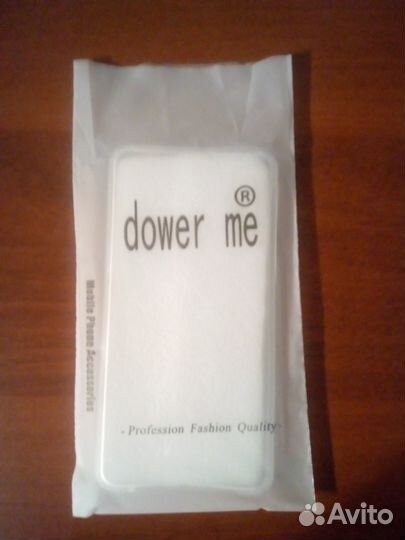 dower me ®
Mobile Phone Accessories
- Profession Fashion Quality -
Avito